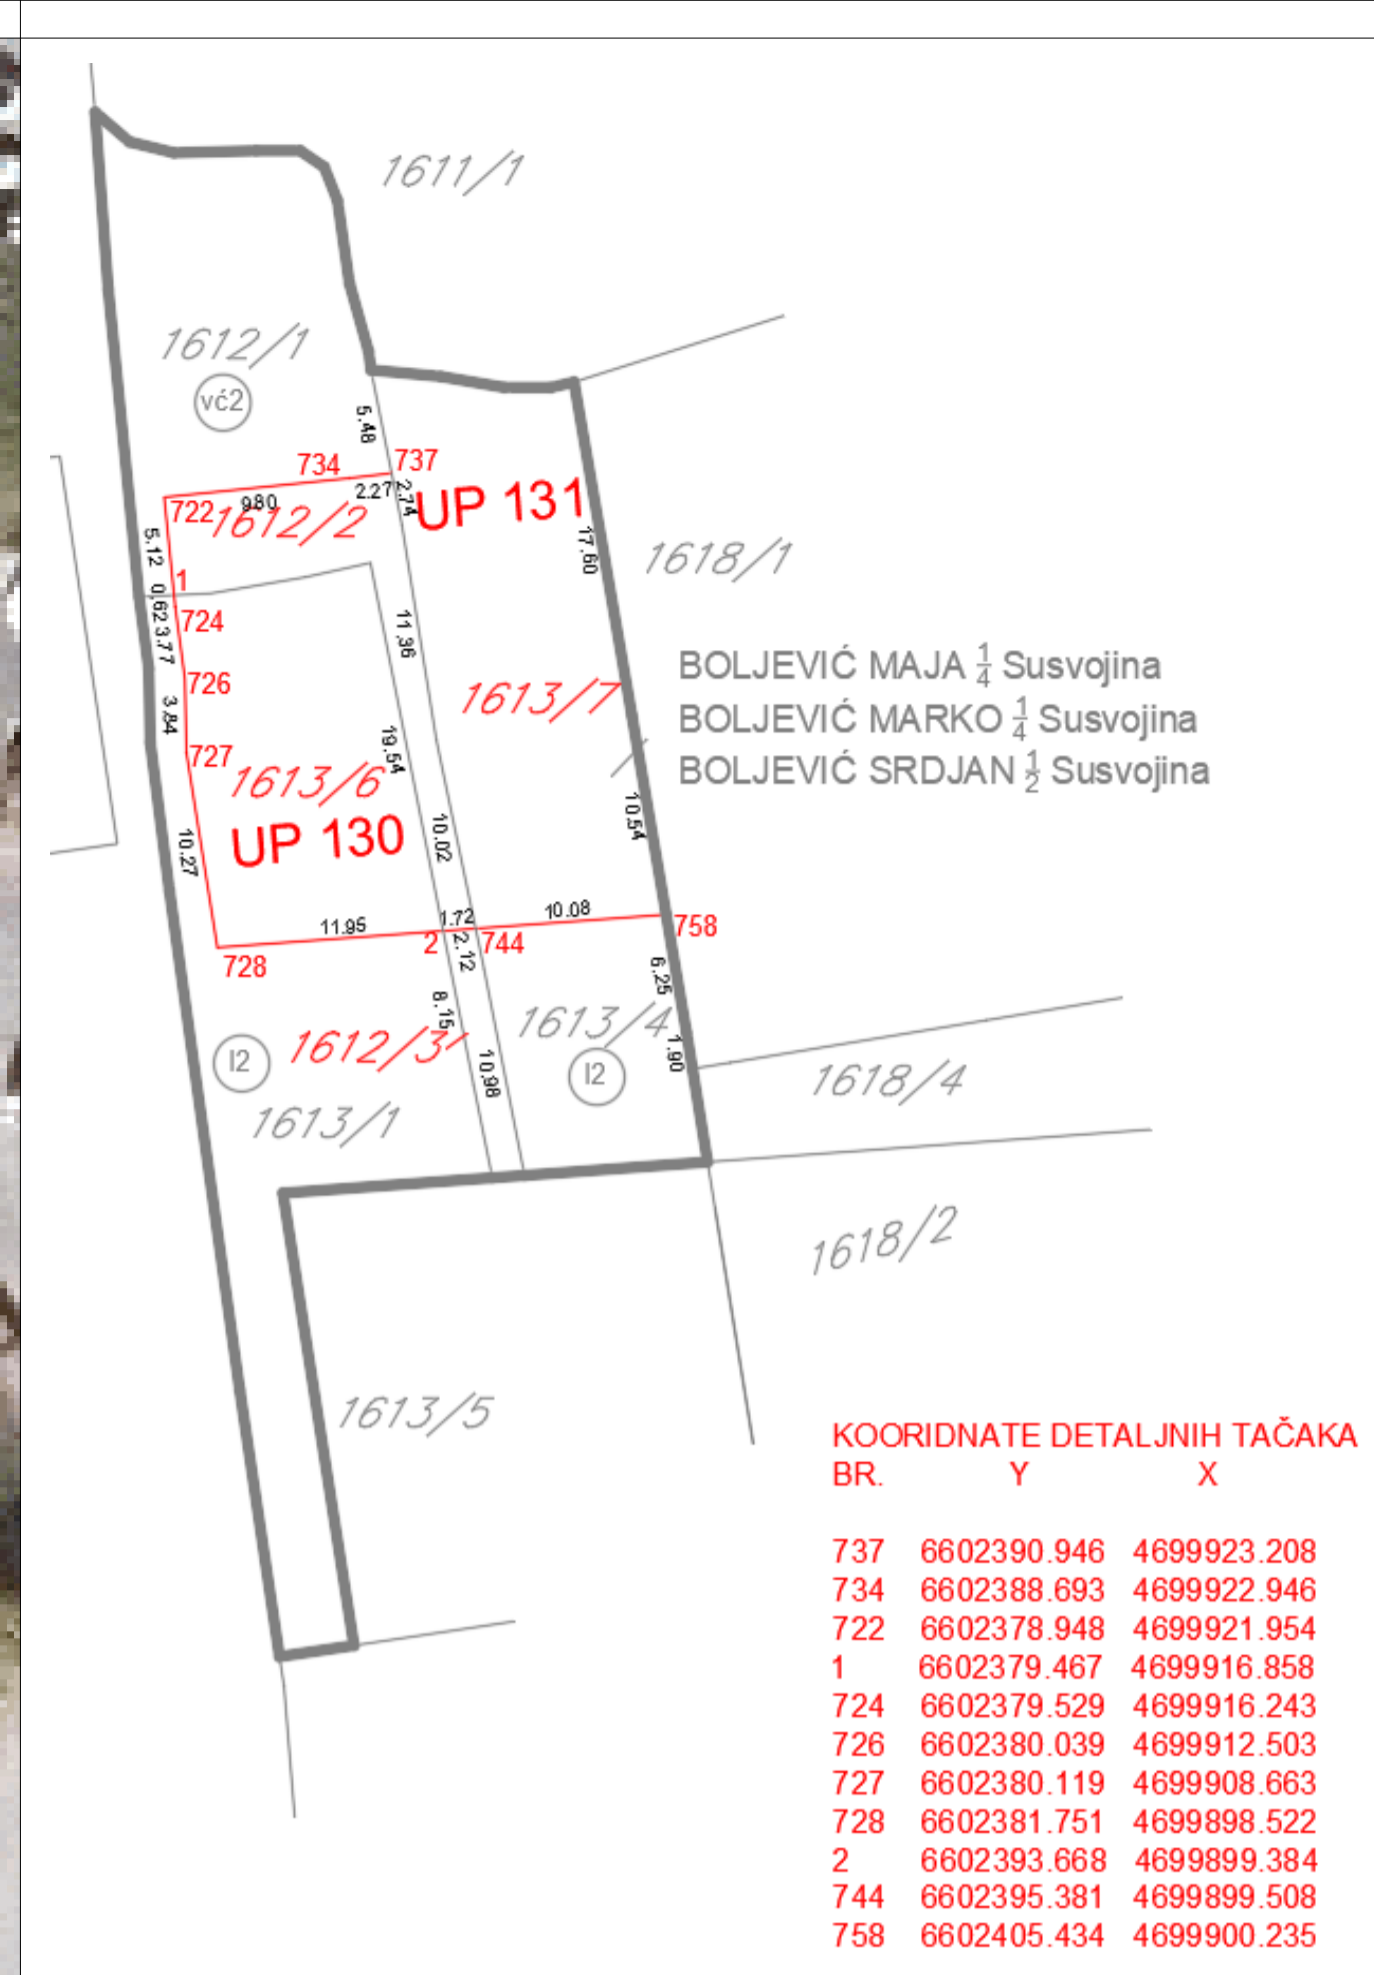 1611/1
1612/1
vć2
5.48
734
737
722
980
2.27
2.74
UP 131
1612/2
5.12
17.60
1618/1
1
0,62
724
3.77
11.36
BOLJEVIĆ MAJA 1/4 Susvojina
726
1613/7
3.84
BOLJEVIĆ MARKO 1/4 Susvojina
727
19.54
BOLJEVIĆ SRDJAN 1/2 Susvojina
1613/6
10.54
UP 130
10.02
10.27
11.95
1.72
10.08
758
2
2.12
744
728
6.25
8.15
1613/4
1612/3
I2
10.98
1.90
I2
1618/4
1613/1
1618/2
1613/5
KOORIDNATE DETALJNIH TAČAKA
BR. Y X
737 6602390.946 4699923.208
734 6602388.693 4699922.946
722 6602378.948 4699921.954
1 6602379.467 4699916.858
724 6602379.529 4699916.243
726 6602380.039 4699912.503
727 6602380.119 4699908.663
728 6602381.751 4699898.522
2 6602393.668 4699899.384
744 6602395.381 4699899.508
758 6602405.434 4699900.235